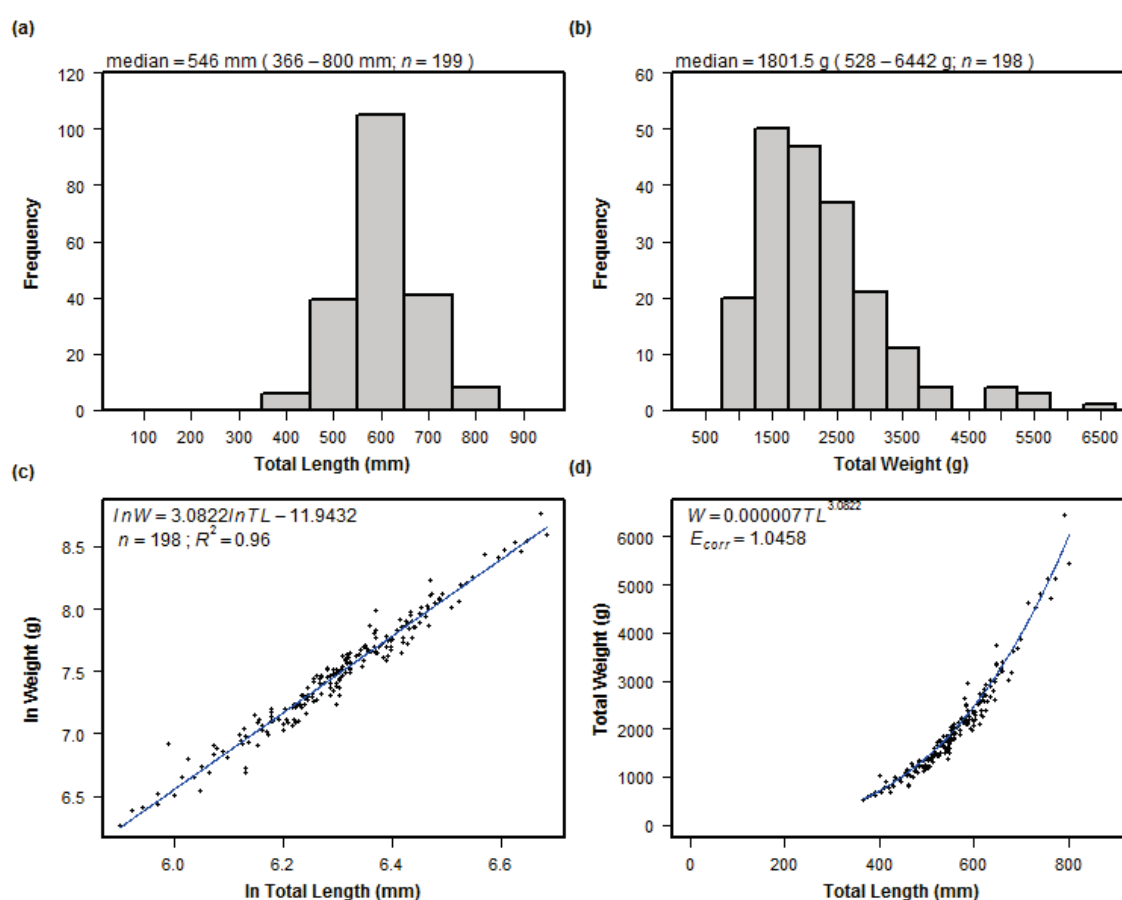 (a)
median = 546 mm ( 366 – 800 mm; n = 199 )
120
100
80
60
40
20
0
Frequency
100 200 300 400 500 600 700 800 900
Total Length (mm)
(b)
median = 1801.5 g ( 528 – 6442 g; n = 198 )
60
50
40
30
20
10
0
Frequency
500 1500 2500 3500 4500 5500 6500
Total Weight (g)
(c)
lnW = 3.0822lnTL – 11.9432
n = 198 ; R² = 0.96
8.5
8.0
7.5
7.0
6.5
ln Weight (g)
6.0 6.2 6.4 6.6
ln Total Length (mm)
(d)
W = 0.000007TL^3.0822
E_corr = 1.0458
6000
5000
4000
3000
2000
1000
0
Total Weight (g)
0 200 400 600 800
Total Length (mm)